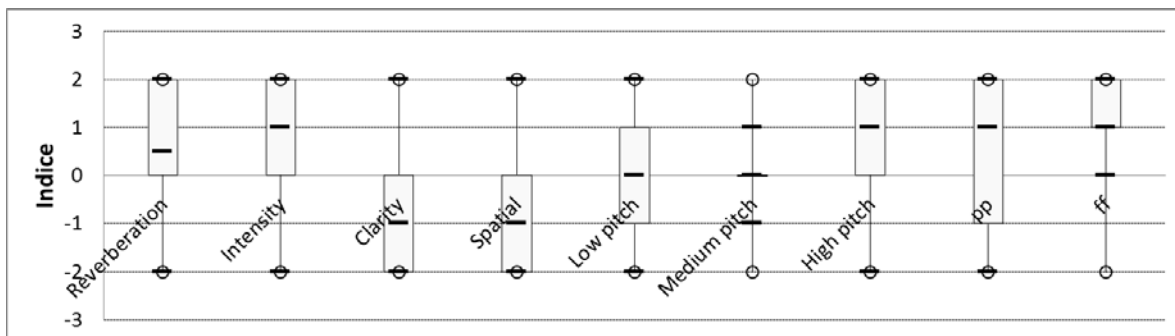 3
2
1
0
-1
-2
-3
Indice
Reverberation
Intensity
Clarity
Spatial
Low pitch
Medium pitch
High pitch
pp
ff